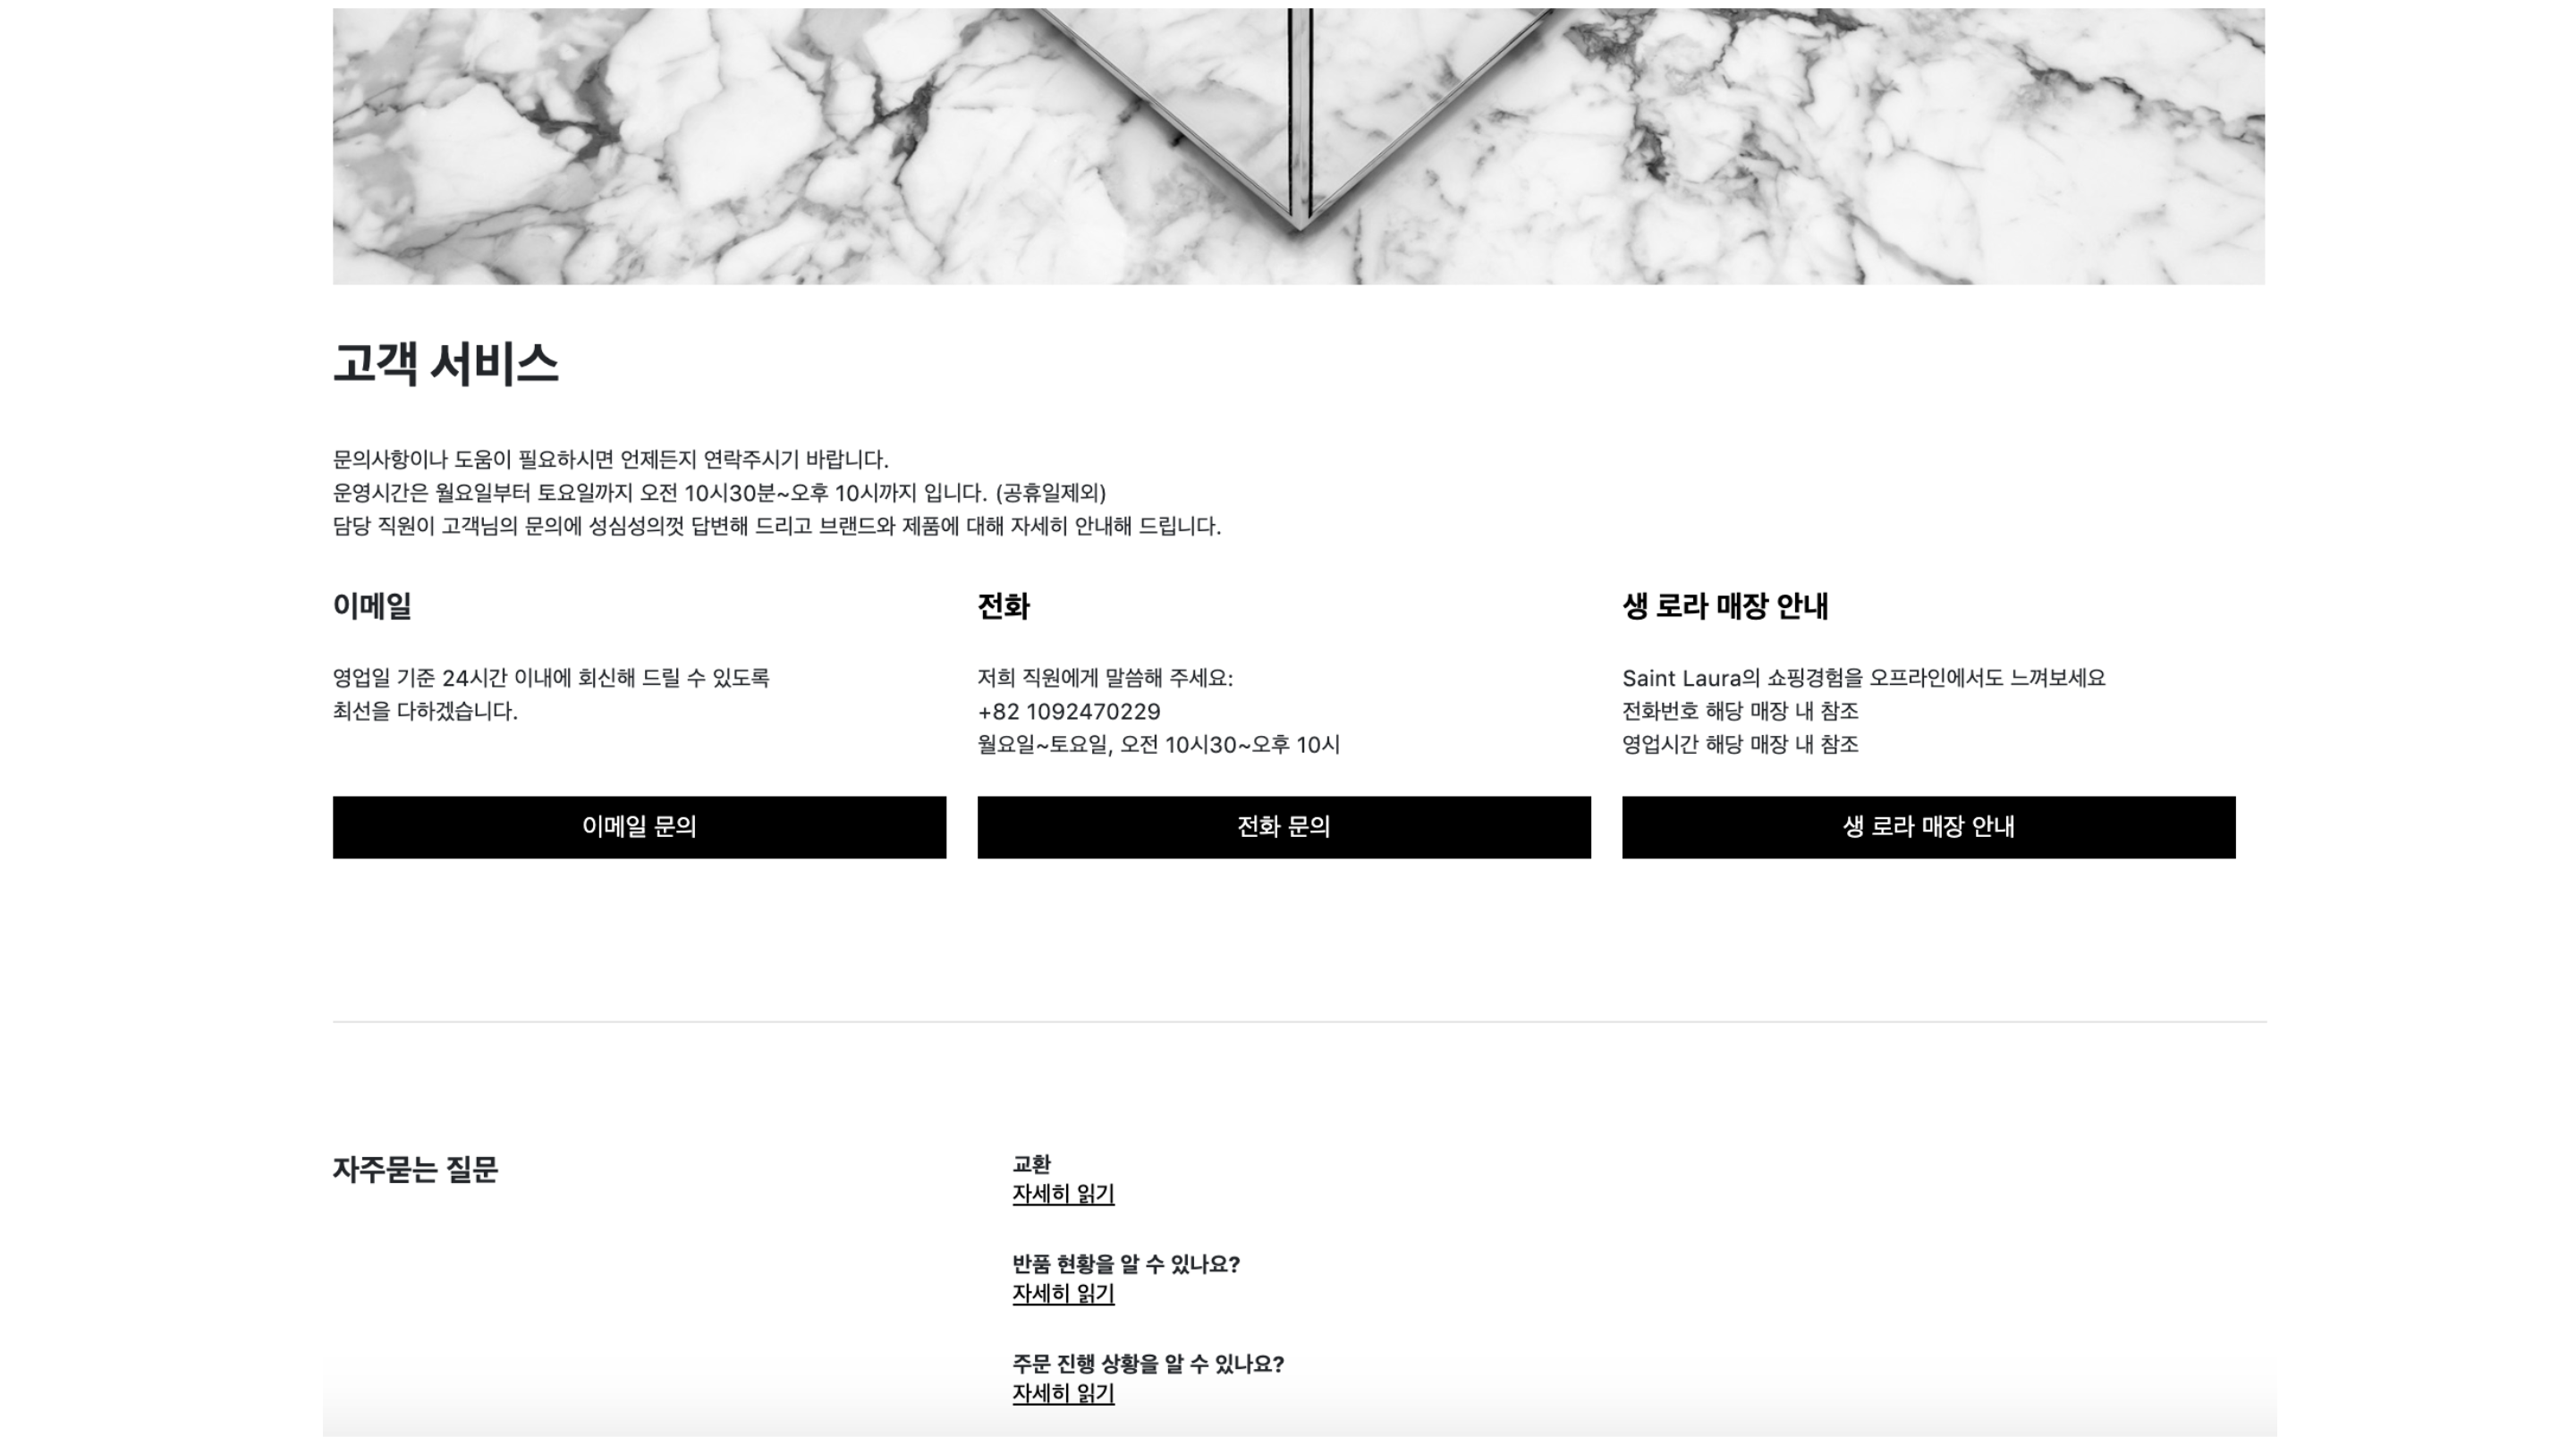 고객 서비스
문의사항이나 도움이 필요하시면 언제든지 연락주시기 바랍니다.
운영시간은 월요일부터 토요일까지 오전 10시30분~오후 10시까지 입니다. (공휴일제외)
담당 직원이 고객님의 문의에 성심성의껏 답변해 드리고 브랜드와 제품에 대해 자세히 안내해 드립니다.
이메일
영업일 기준 24시간 이내에 회신해 드릴 수 있도록
최선을 다하겠습니다.
이메일 문의
전화
저희 직원에게 말씀해 주세요:
+82 1092470229
월요일~토요일, 오전 10시30~오후 10시
전화 문의
생 로라 매장 안내
Saint Laura의 쇼핑경험을 오프라인에서도 느껴보세요
전화번호 해당 매장 내 참조
영업시간 해당 매장 내 참조
생 로라 매장 안내
자주묻는 질문
교환
자세히 읽기
반품 현황을 알 수 있나요?
자세히 읽기
주문 진행 상황을 알 수 있나요?
자세히 읽기